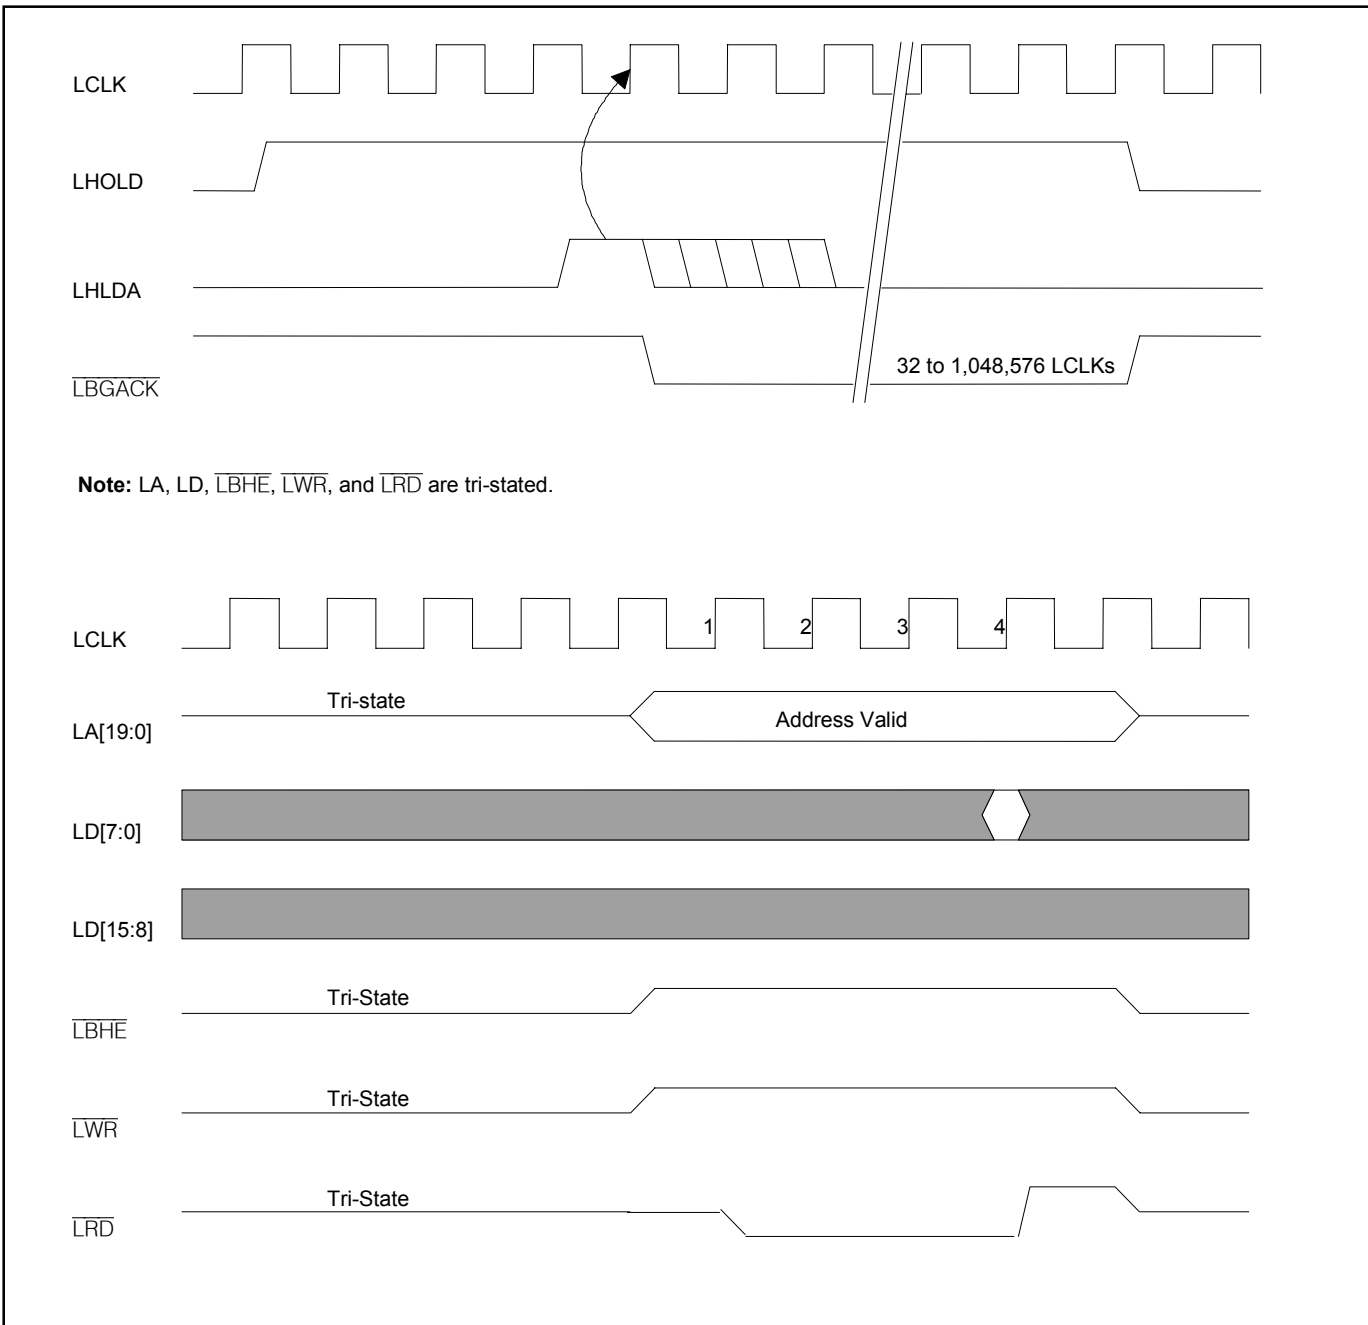 LCLK
LHOLD
LHLDA
32 to 1,048,576 LCLKs
LBGACK
Note: LA, LD, LBHE, LWR, and LRD are tri-stated.
1 2 3 4
LCLK
Tri-state
Address Valid
LA[19:0]
LD[7:0]
LD[15:8]
Tri-State
LBHE
Tri-State
LWR
Tri-State
LRD